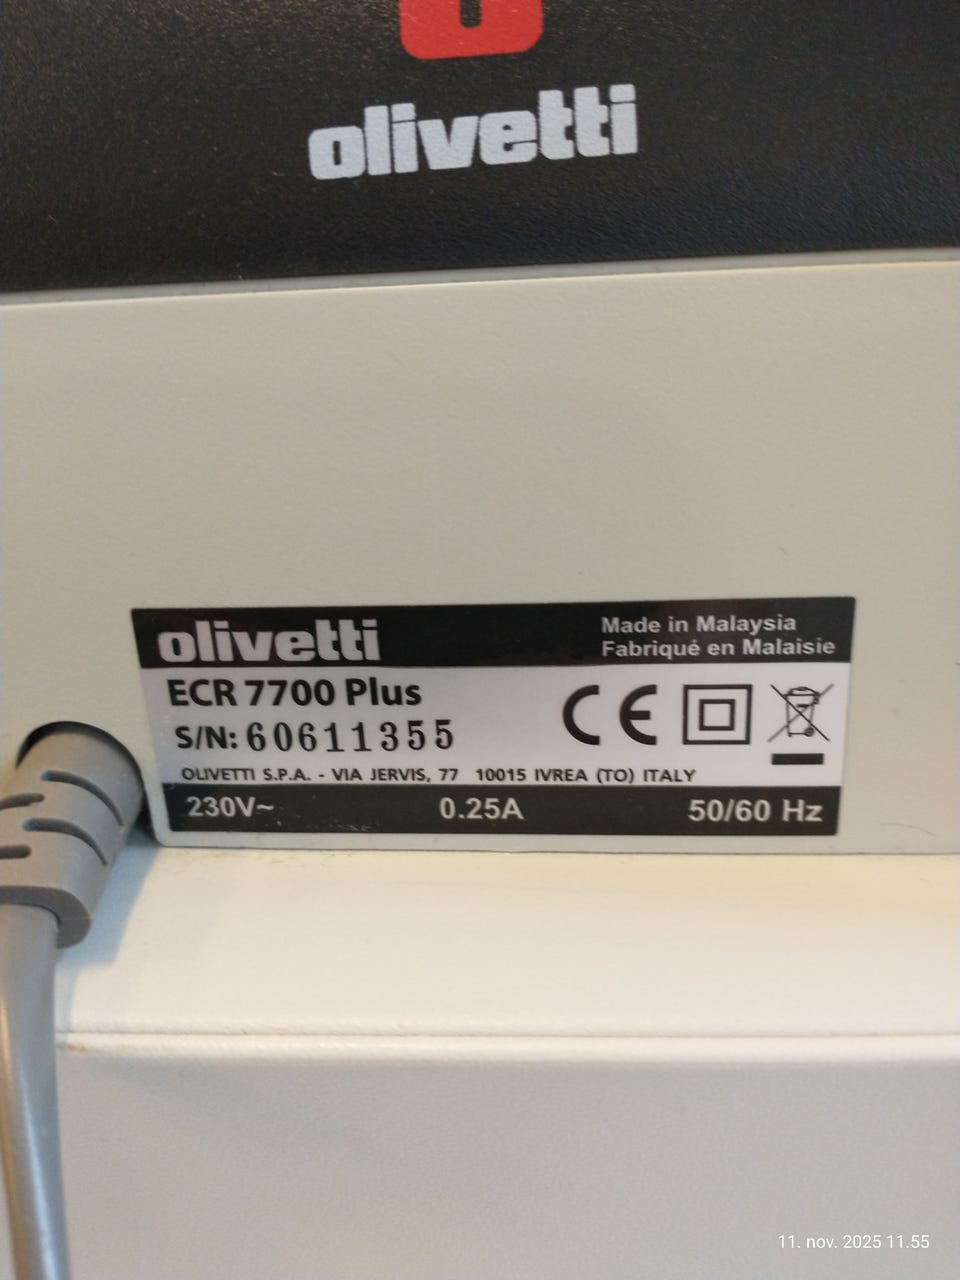 olivetti
olivetti
Made in Malaysia
Fabriqué en Malaisie
ECR 7700 Plus
S/N: 60611355
OLIVETTI S.P.A. - VIA JERVIS, 77 10015 IVREA (TO) ITALY
230V~ 0.25A 50/60 Hz
11. nov. 2025 11.55